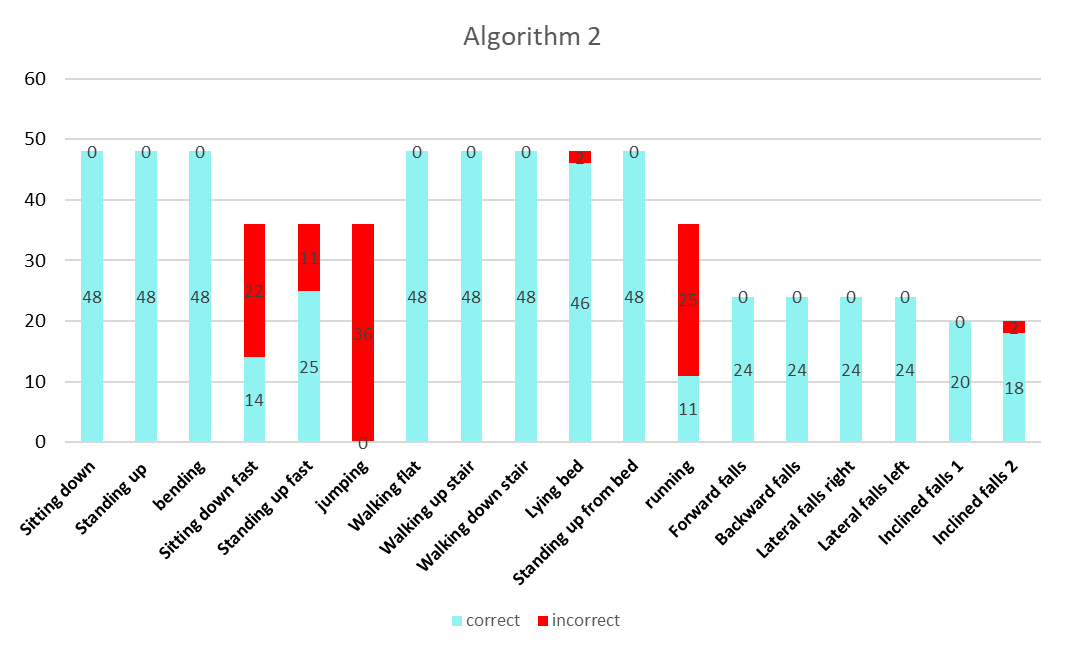 Algorithm 2
60
50
40
30
20
10
0
0 0 0 0 0 0 2 0
22 11 36 25
48 48 48 14 25 0 48 48 48 46 48 11
0 0 0 0 0 2
24 24 24 24 20 18
Sitting down
Standing up
bending
Sitting down fast
Standing up fast
jumping
Walking flat
Walking up stair
Walking down stair
Lying bed
Standing up from bed
running
Forward falls
Backward falls
Lateral falls right
Lateral falls left
Inclined falls 1
Inclined falls 2
correct incorrect